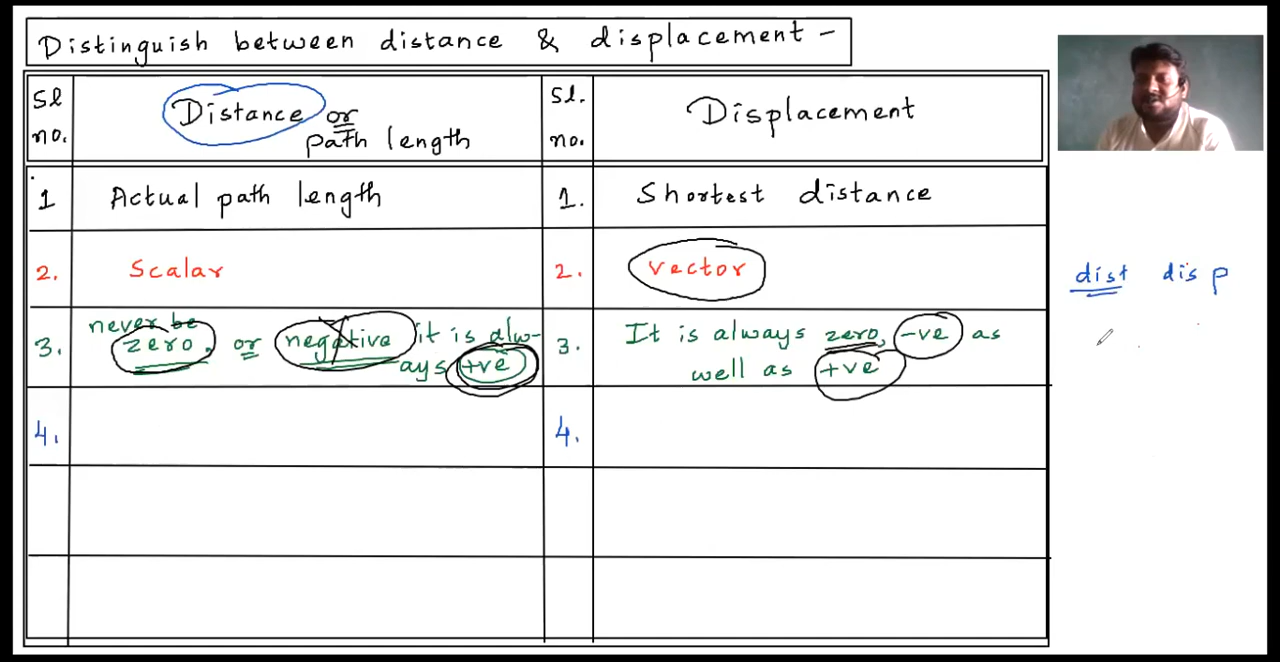 Distinguish between distance & displacement -
Sl no.
Distance or path length
Sl. no.
Displacement
1
Actual path length
1.
Shortest distance
2.
Scalar
2.
vector
3.
never be
zero, or negative it is alw-
ays +ve
3.
It is always zero, -ve as
well as +ve
4.
4.
dist disp